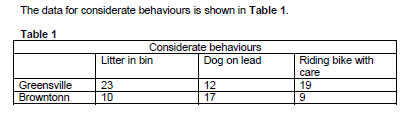 The data for considerate behaviours is shown in Table 1.
Table 1
Considerate behaviours
Litter in bin Dog on lead Riding bike with
care
Greensville 23 12 19
Browntonn 10 17 9